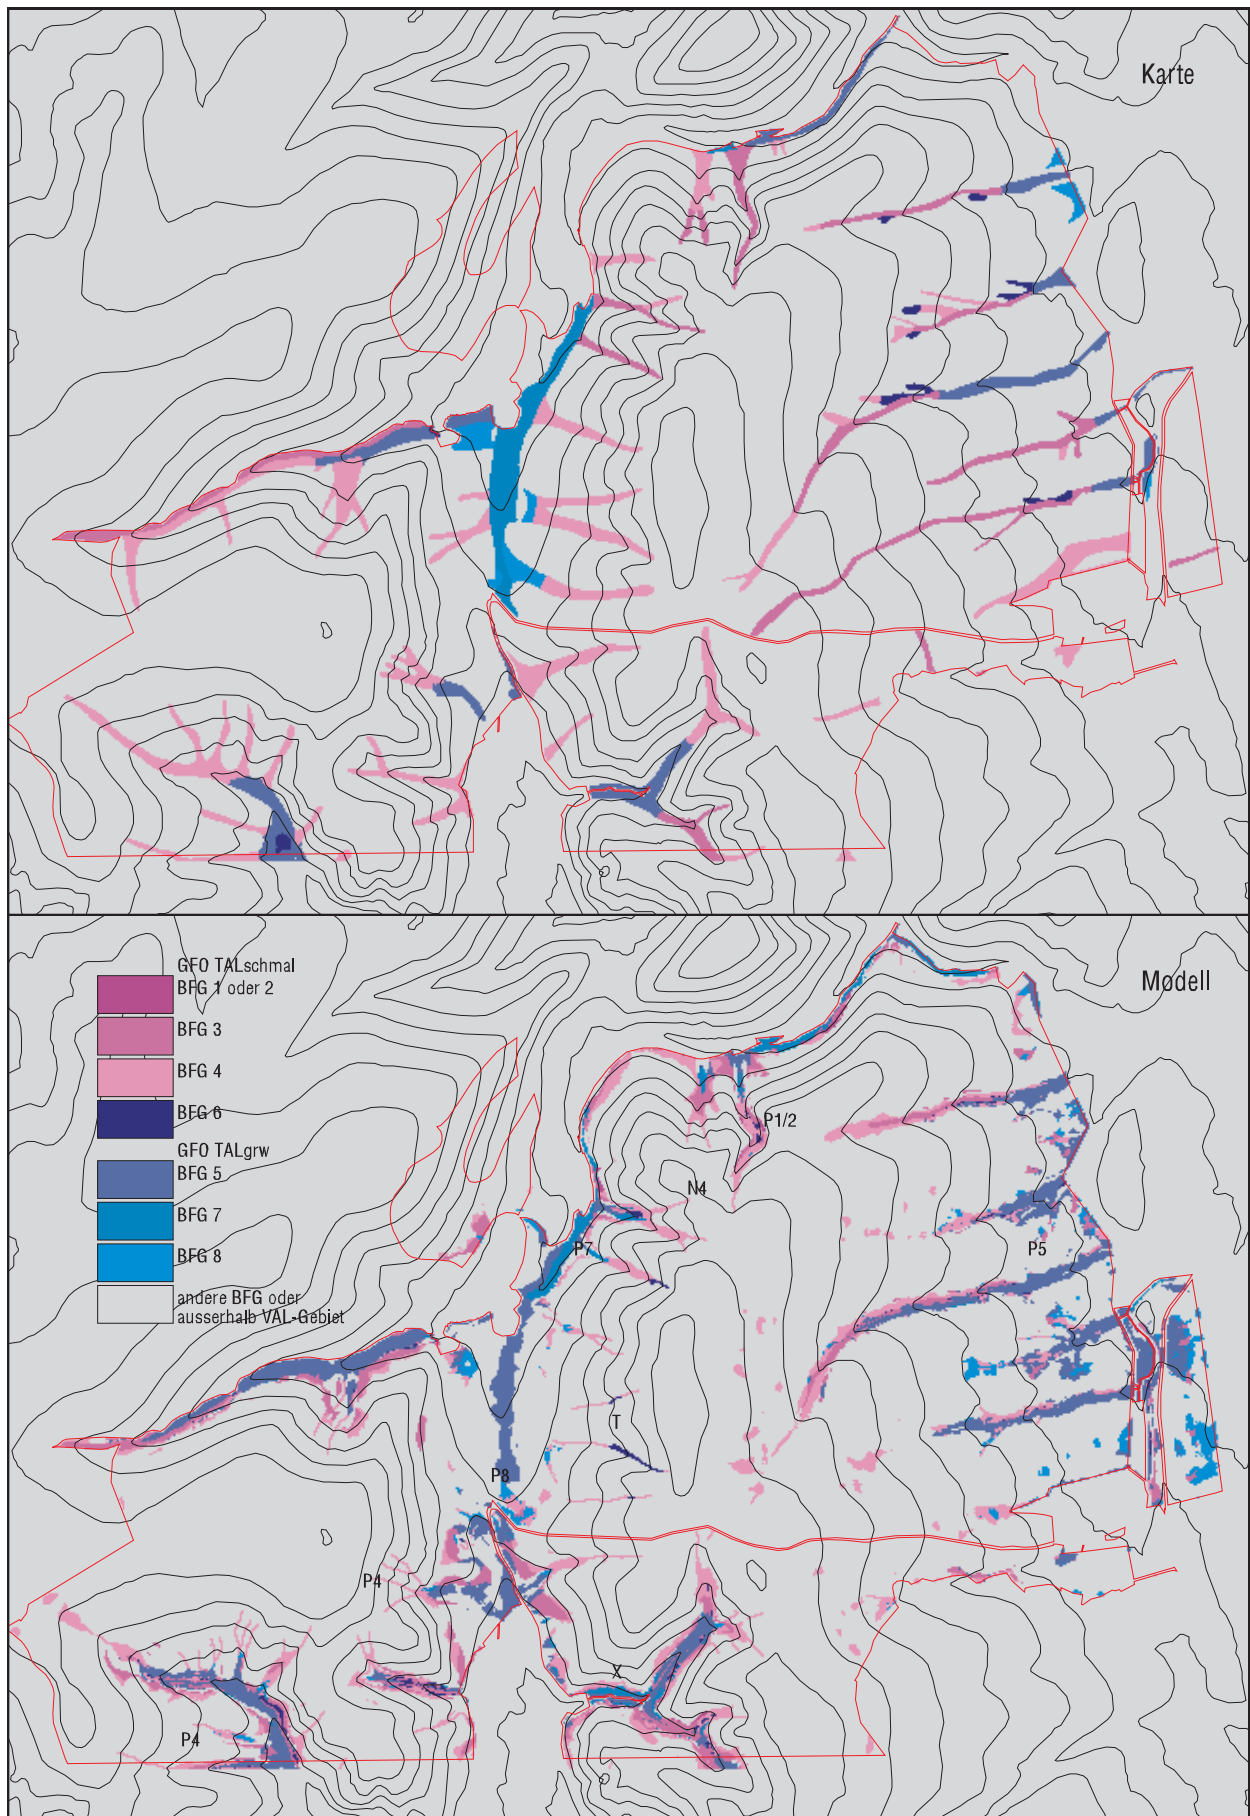 Karte
Modell
GFO TALschmal
BFG 1 oder 2
BFG 3
BFG 4
BFG 6
GFO TALgrw
BFG 5
BFG 7
BFG 8
andere BFG oder
ausserhalb VAL-Gebiet
P1/2
N4
P7
P5
T
P8
P4
X
P4